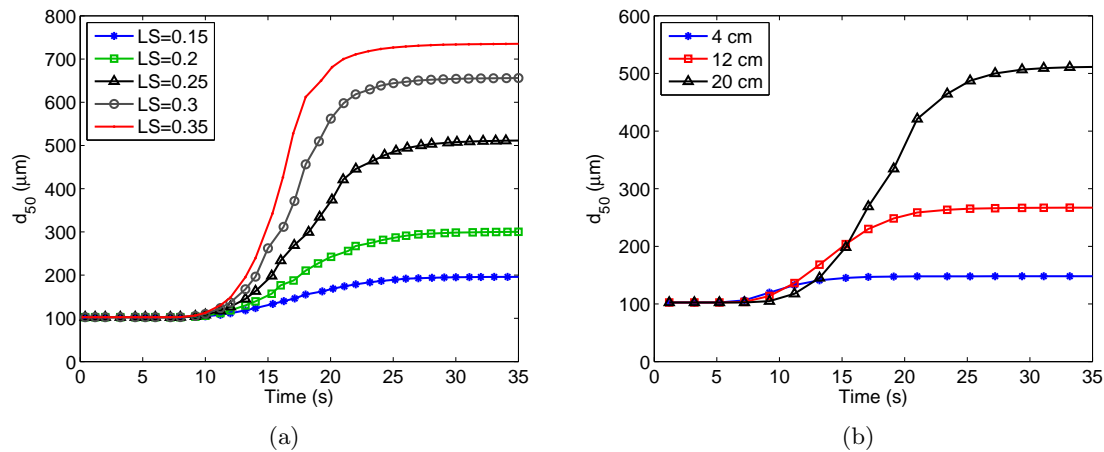 800
700
600
500
400
300
200
100
0
d50 (μm)
LS=0.15
LS=0.2
LS=0.25
LS=0.3
LS=0.35
0 5 10 15 20 25 30 35
Time (s)
(a)
600
500
400
300
200
100
0
d50 (μm)
4 cm
12 cm
20 cm
0 5 10 15 20 25 30 35
Time (s)
(b)